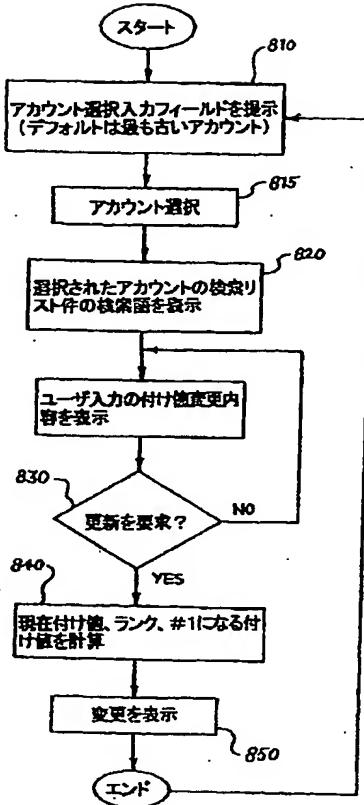 スタート
810
アカウント選択入力フィールドを提示
(デフォルトは最も古いアカウント)
815
アカウント選択
820
選択されたアカウントの検索リ
スト件の検索語を表示
ユーザ入力の付け値変更内
容を表示
830
更新を要求?
NO
YES
840
現在付け値、ランク、#1になる付け
値を計算
変更を表示
850
エンド